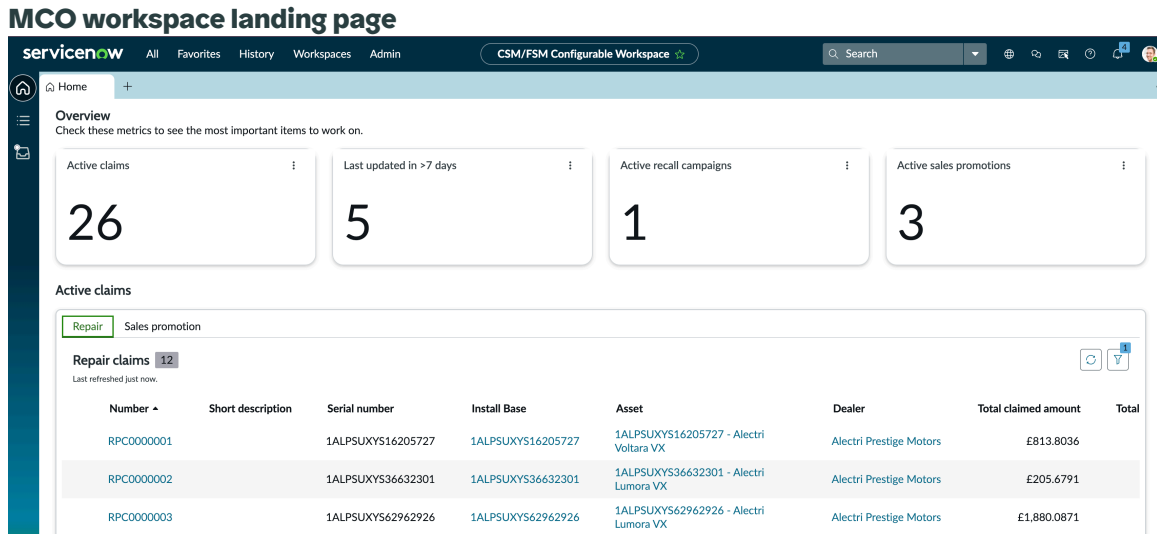 MCO workspace landing page
servicenow All Favorites History Workspaces Admin CSM/FSM Configurable Workspace Search 4
Home
Overview
Check these metrics to see the most important items to work on.
Active claims Last updated in >7 days Active recall campaigns Active sales promotions
26 5 1 3
Active claims
Repair Sales promotion
Repair claims 12 1
Last refreshed just now.
Number Short description Serial number Install Base Asset Dealer Total claimed amount Total
RPC0000001 1ALPSUXYS16205727 1ALPSUXYS16205727 1ALPSUXYS16205727 - Alectri Alectri Prestige Motors £813.8036
Voltara VX
RPC0000002 1ALPSUXYS36632301 1ALPSUXYS36632301 1ALPSUXYS36632301 - Alectri Alectri Prestige Motors £205.6791
Lumora VX
RPC0000003 1ALPSUXYS62962926 1ALPSUXYS62962926 1ALPSUXYS62962926 - Alectri Alectri Prestige Motors £1,880.0871
Lumora VX